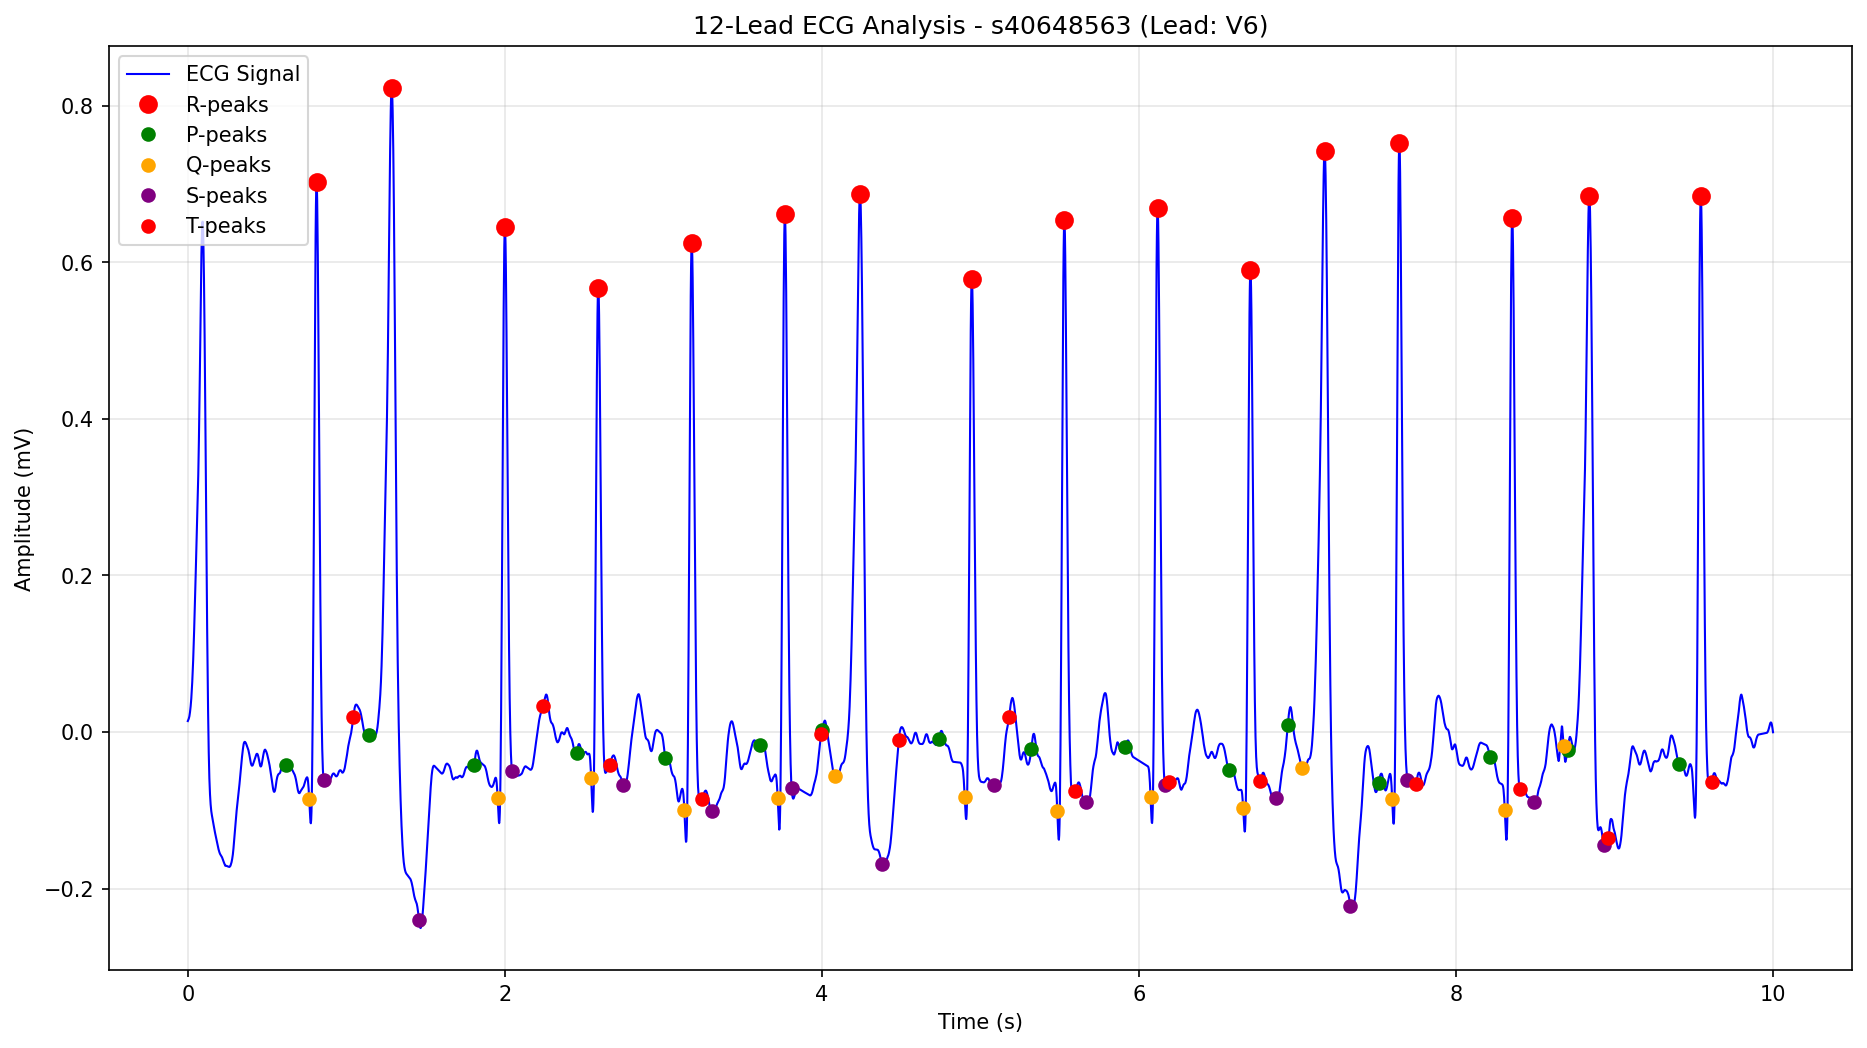 12-Lead ECG Analysis - s40648563 (Lead: V6)
ECG Signal
R-peaks
P-peaks
Q-peaks
S-peaks
T-peaks
Amplitude (mV)
0.8
0.6
0.4
0.2
0.0
−0.2
0 2 4 6 8 10
Time (s)